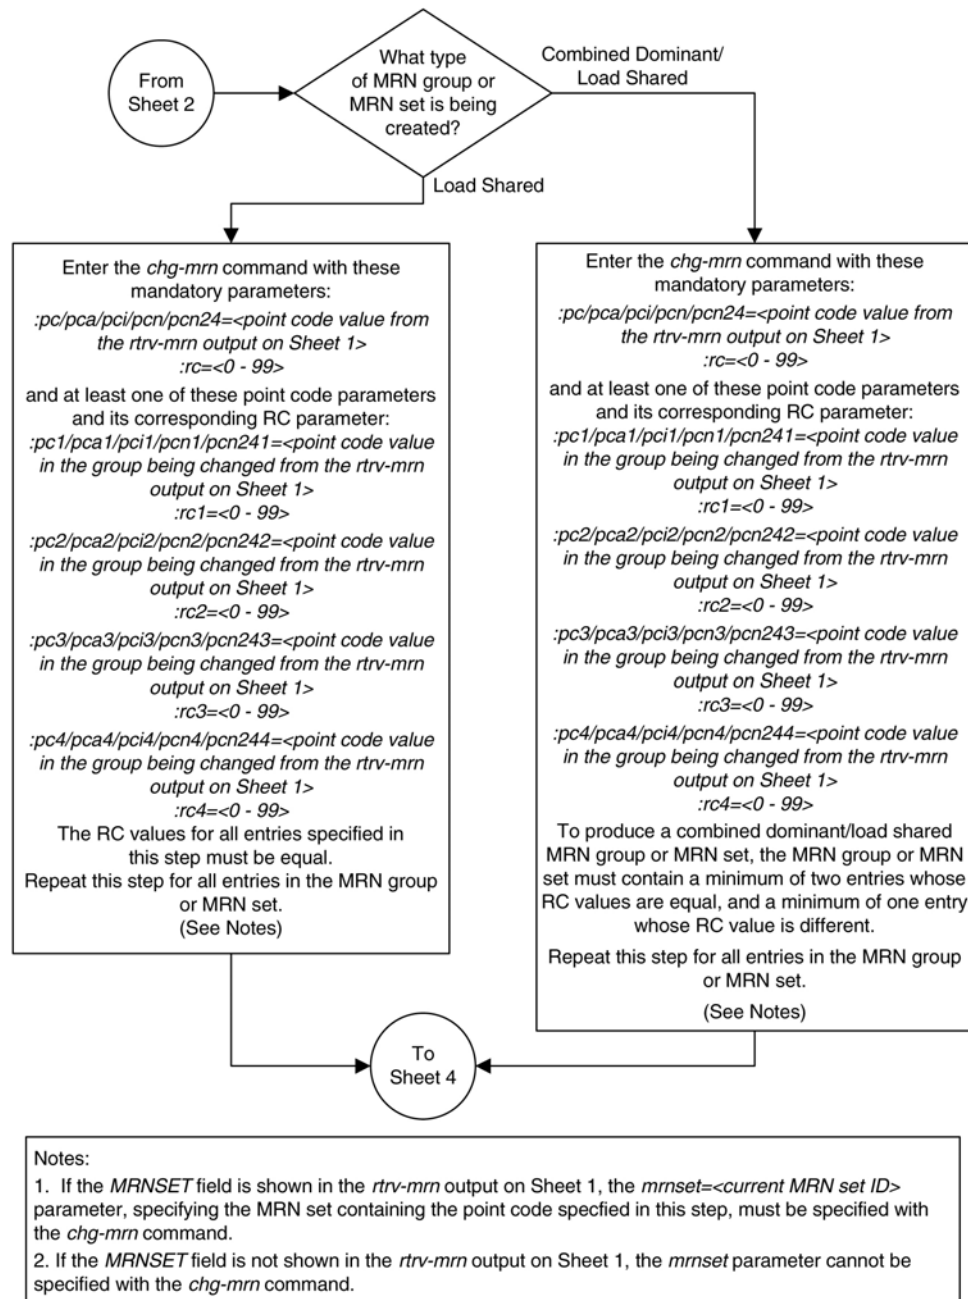 From
Sheet 2
What type
of MRN group or
MRN set is being
created?
Combined Dominant/
Load Shared
Load Shared
Enter the chg-mrn command with these
mandatory parameters:
:pc/pca/pci/pcn/pcn24=<point code value from
the rtrv-mrn output on Sheet 1>
:rc=<0 - 99>
and at least one of these point code parameters
and its corresponding RC parameter:
:pc1/pca1/pci1/pcn1/pcn241=<point code value
in the group being changed from the rtrv-mrn
output on Sheet 1>
:rc1=<0 - 99>
:pc2/pca2/pci2/pcn2/pcn242=<point code value
in the group being changed from the rtrv-mrn
output on Sheet 1>
:rc2=<0 - 99>
:pc3/pca3/pci3/pcn3/pcn243=<point code value
in the group being changed from the rtrv-mrn
output on Sheet 1>
:rc3=<0 - 99>
:pc4/pca4/pci4/pcn4/pcn244=<point code value
in the group being changed from the rtrv-mrn
output on Sheet 1>
:rc4=<0 - 99>
The RC values for all entries specified in
this step must be equal.
Repeat this step for all entries in the MRN group
or MRN set.
(See Notes)
Enter the chg-mrn command with these
mandatory parameters:
:pc/pca/pci/pcn/pcn24=<point code value from
the rtrv-mrn output on Sheet 1>
:rc=<0 - 99>
and at least one of these point code parameters
and its corresponding RC parameter:
:pc1/pca1/pci1/pcn1/pcn241=<point code value
in the group being changed from the rtrv-mrn
output on Sheet 1>
:rc1=<0 - 99>
:pc2/pca2/pci2/pcn2/pcn242=<point code value
in the group being changed from the rtrv-mrn
output on Sheet 1>
:rc2=<0 - 99>
:pc3/pca3/pci3/pcn3/pcn243=<point code value
in the group being changed from the rtrv-mrn
output on Sheet 1>
:rc3=<0 - 99>
:pc4/pca4/pci4/pcn4/pcn244=<point code value
in the group being changed from the rtrv-mrn
output on Sheet 1>
:rc4=<0 - 99>
To produce a combined dominant/load shared
MRN group or MRN set, the MRN group or MRN
set must contain a minimum of two entries whose
RC values are equal, and a minimum of one entry
whose RC value is different.
Repeat this step for all entries in the MRN group
or MRN set.
(See Notes)
To
Sheet 4
Notes:
1. If the MRNSET field is shown in the rtrv-mrn output on Sheet 1, the mrnset=<current MRN set ID>
parameter, specifying the MRN set containing the point code specfied in this step, must be specified with
the chg-mrn command.
2. If the MRNSET field is not shown in the rtrv-mrn output on Sheet 1, the mrnset parameter cannot be
specified with the chg-mrn command.